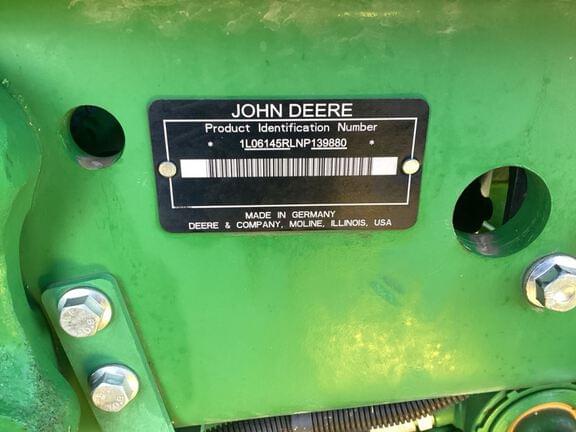 JOHN DEERE
Product Identification Number
* 1L06145RLNP139880 *
MADE IN GERMANY
DEERE & COMPANY, MOLINE, ILLINOIS, USA